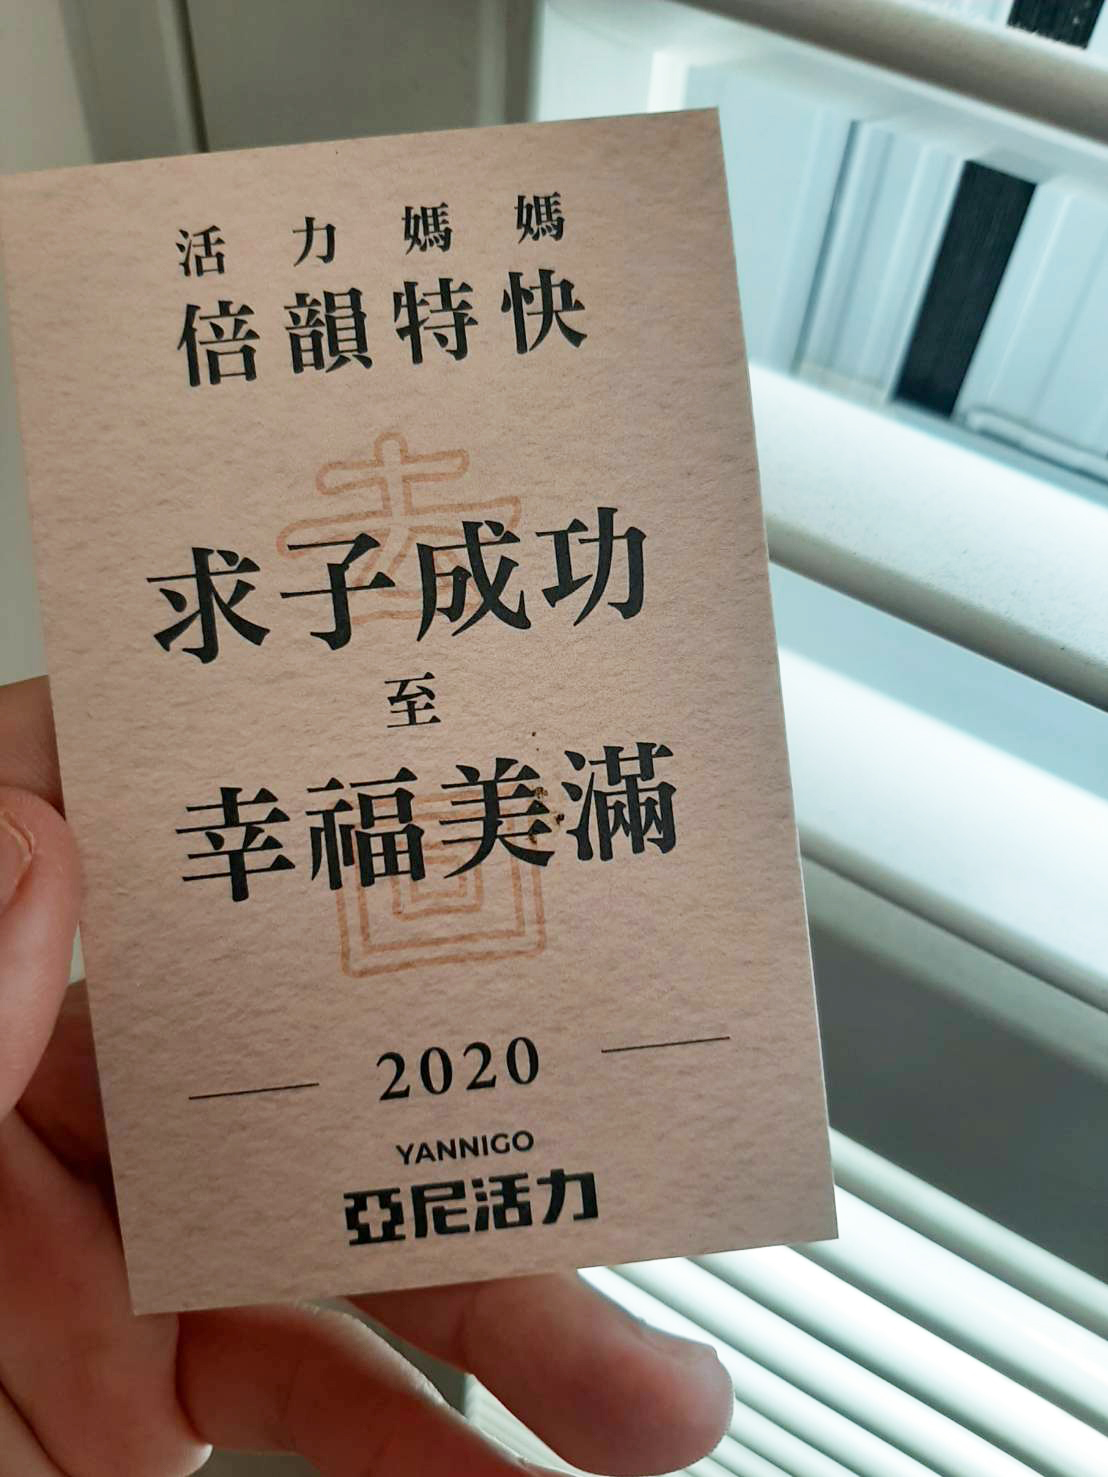 活力媽媽
倍韻特快
求子成功
至
幸福美滿
2020
YANNIGO
亞尼活力